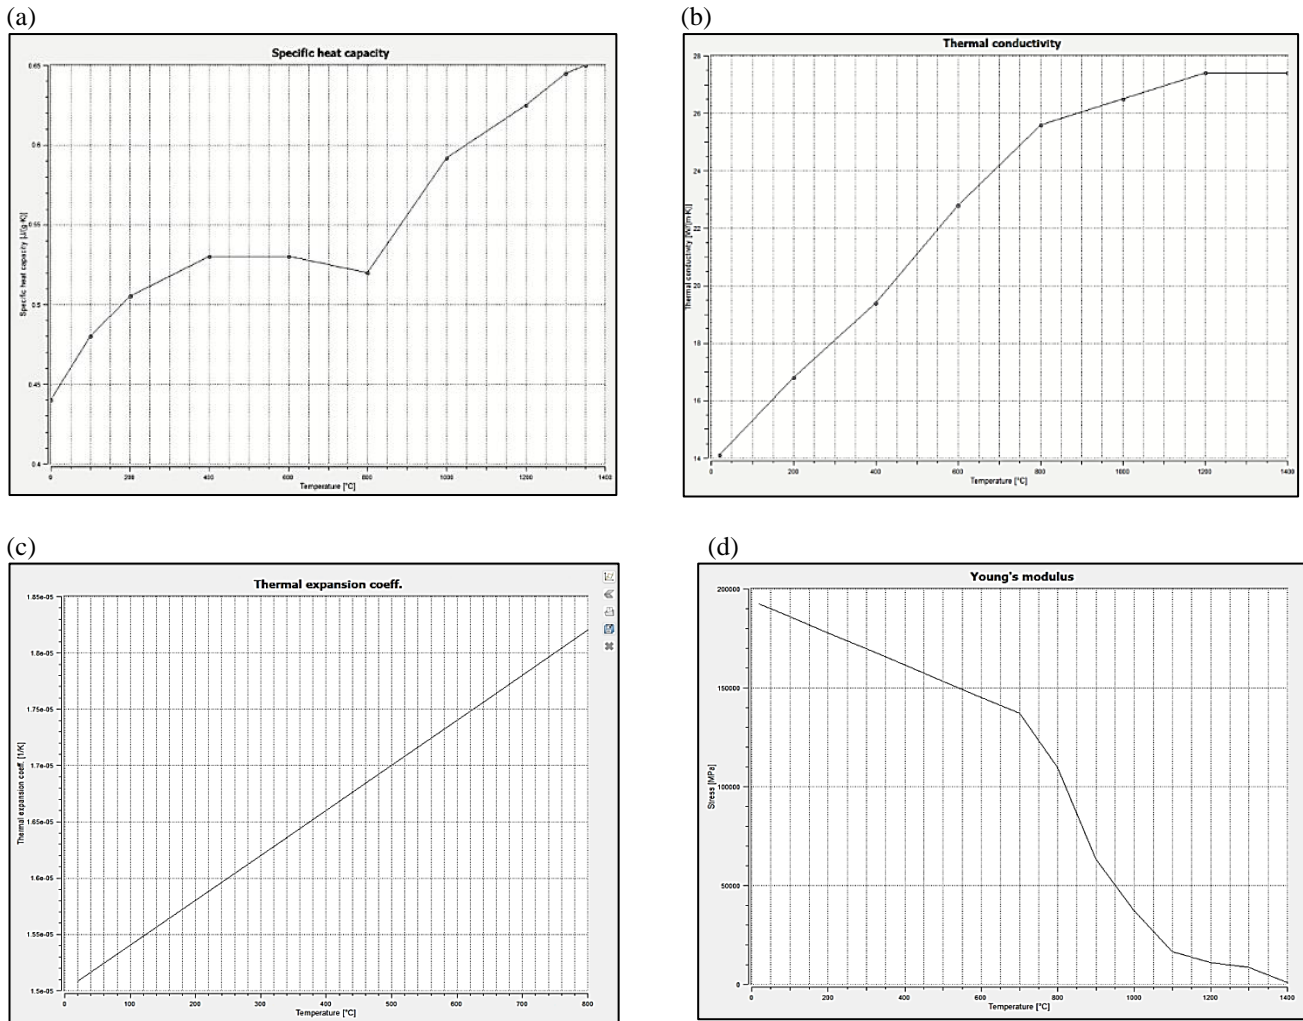 (a)
Specific heat capacity
0.65
0.6
0.55
0.5
0.45
0.4
Specific heat capacity [J/(g·K)]
0 200 400 600 800 1000 1200 1400
Temperature [°C]
(b)
Thermal conductivity
28
26
24
22
20
18
16
14
Thermal conductivity [W/(m·K)]
0 200 400 600 800 1000 1200 1400
Temperature [°C]
(c)
Thermal expansion coeff.
1.85e-05
1.8e-05
1.75e-05
1.7e-05
1.65e-05
1.6e-05
1.55e-05
1.5e-05
Thermal expansion coeff. [1/K]
0 100 200 300 400 500 600 700 800
Temperature [°C]
(d)
Young's modulus
200000
150000
100000
50000
0
Stress [MPa]
0 200 400 600 800 1000 1200 1400
Temperature [°C]